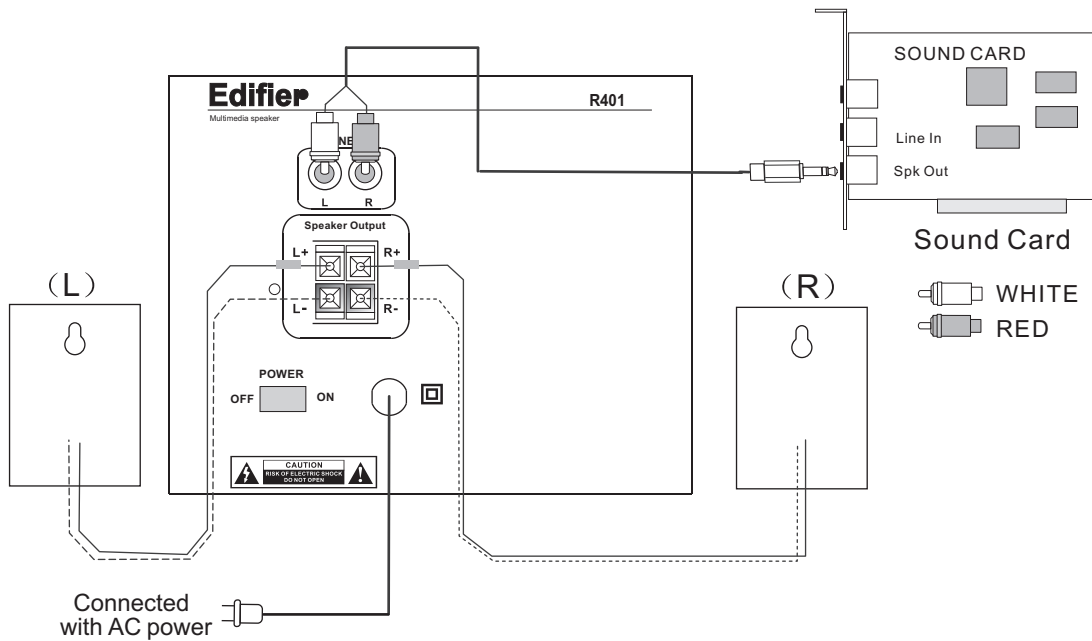 Edifier
Multimedia speaker
R401
L R
Speaker Output
L+ R+
L- R-
POWER
OFF ON
CAUTION
RISK OF ELECTRIC SHOCK
DO NOT OPEN
Connected
with AC power
(L)
(R)
SOUND CARD
Line In
Spk Out
Sound Card
WHITE
RED